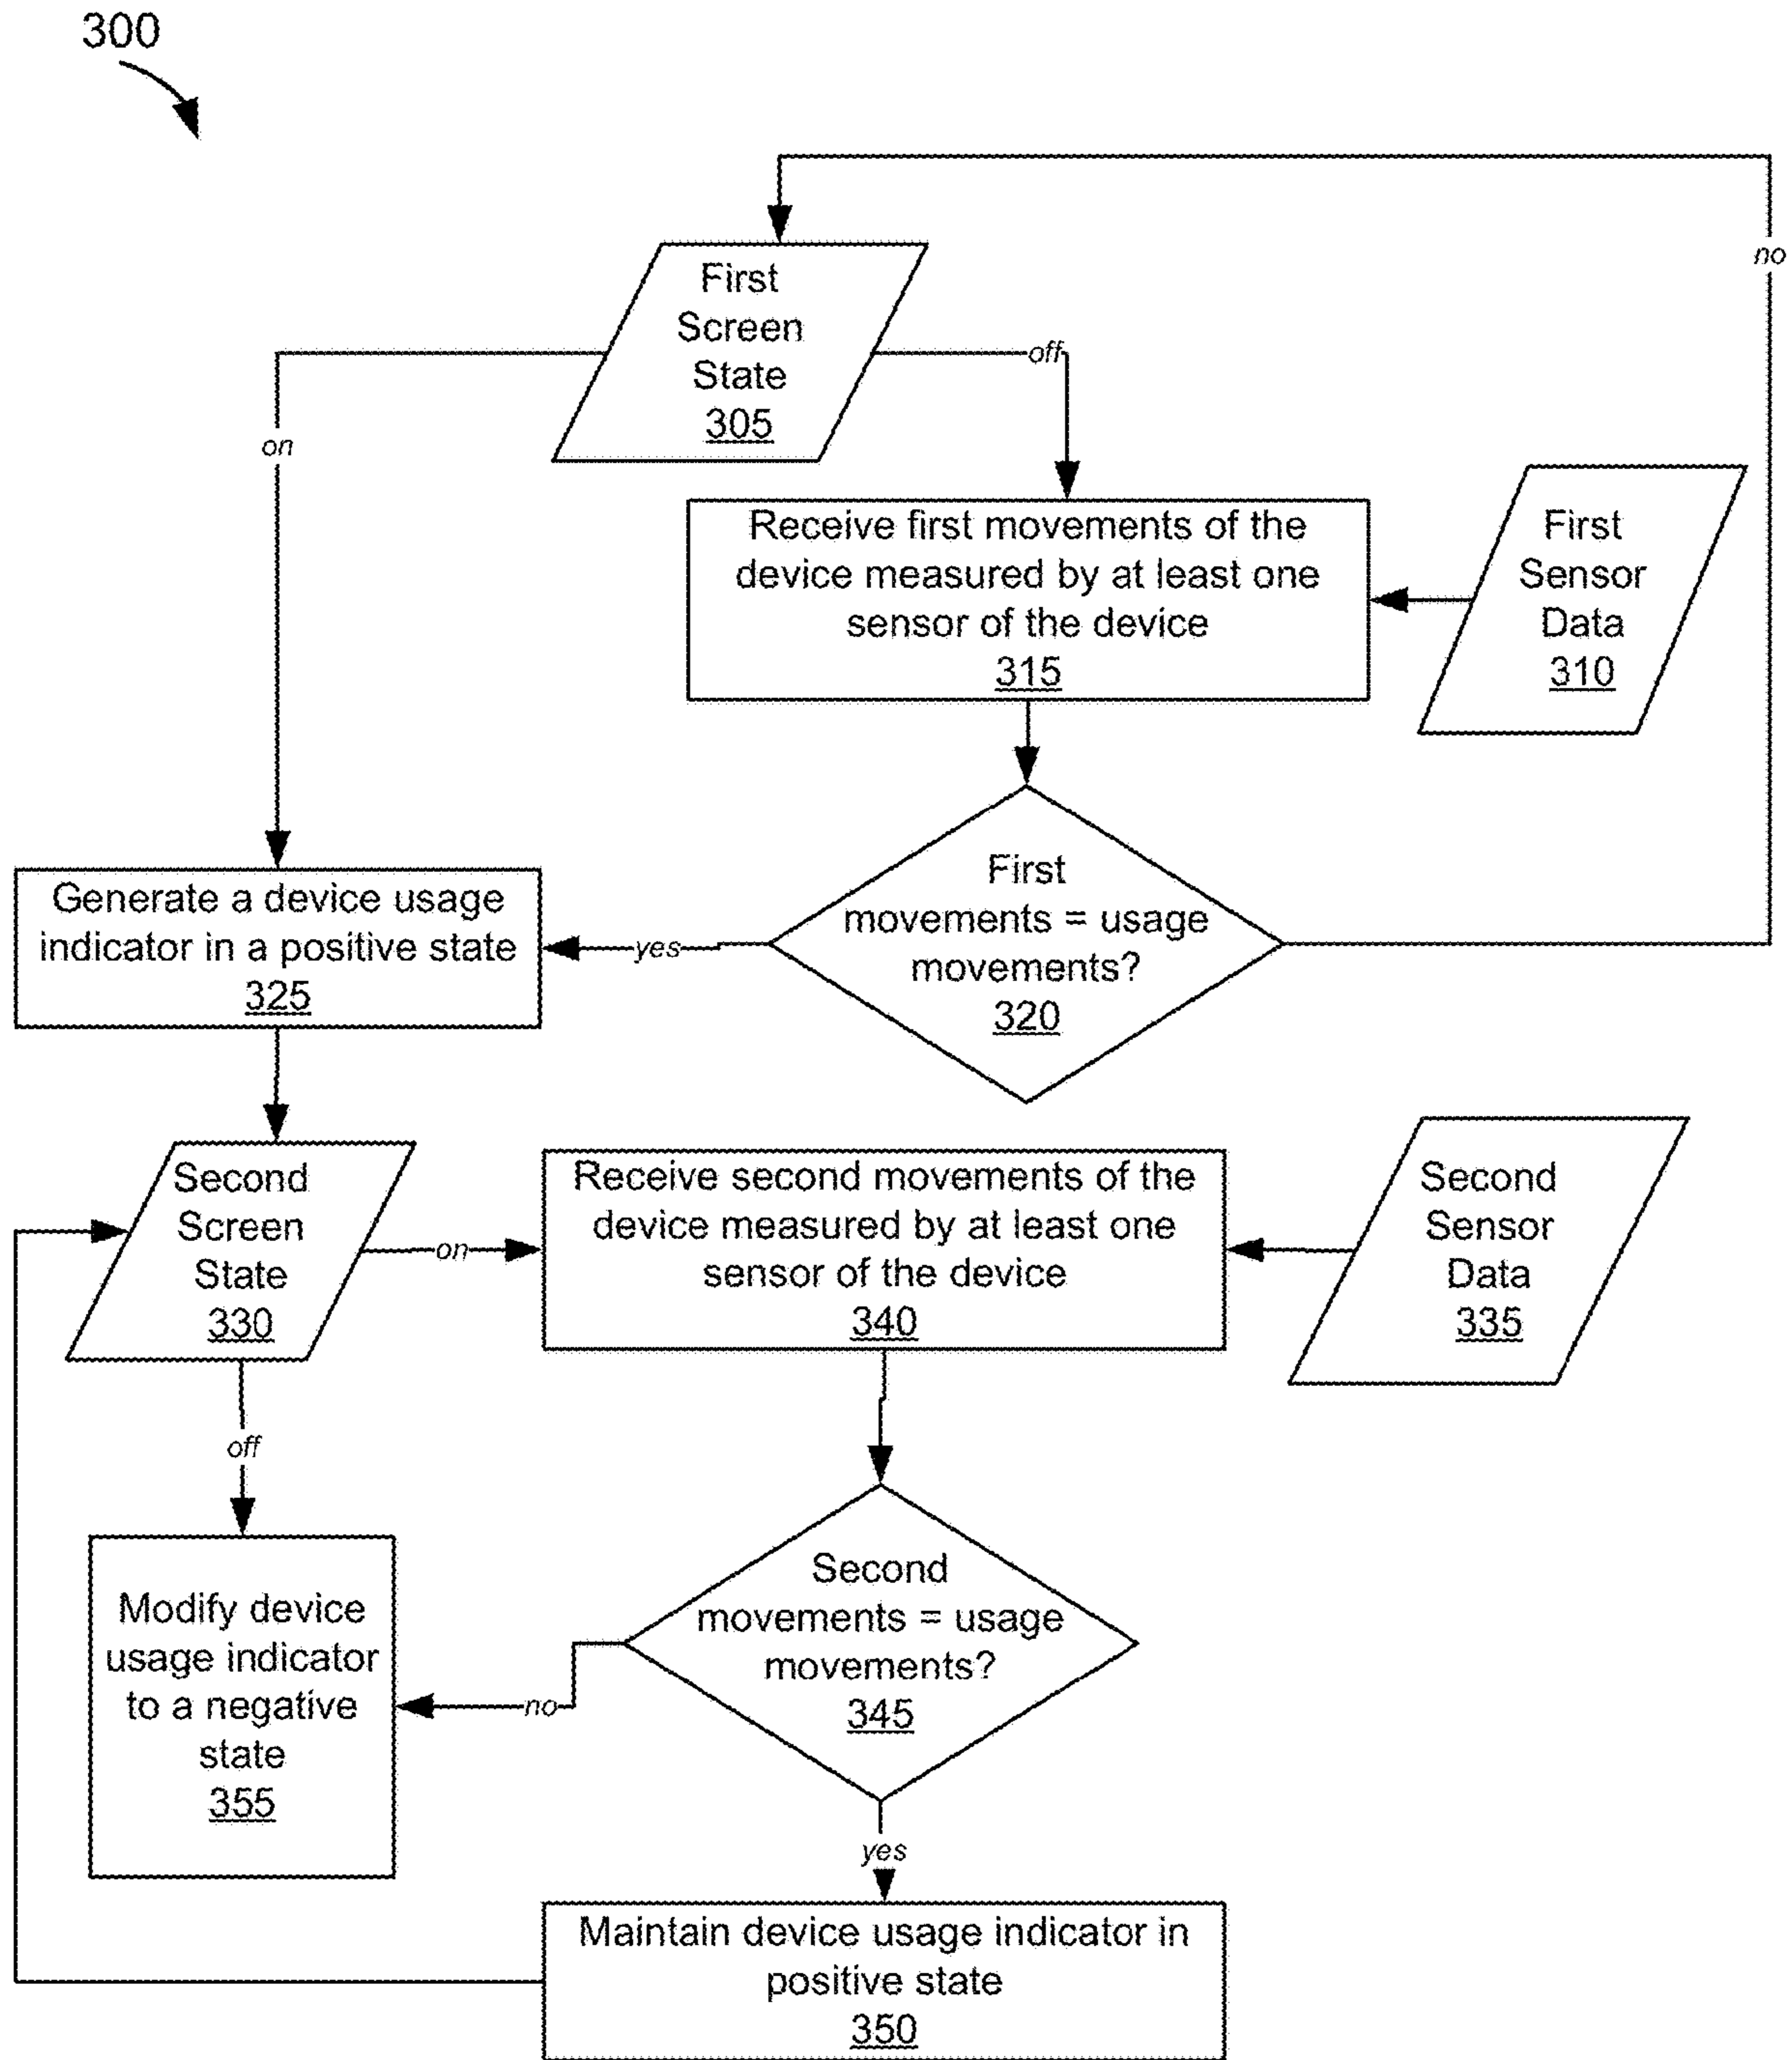 300
no
First
Screen
State
305
off
on
Receive first movements of the
device measured by at least one
sensor of the device
315
First
Sensor
Data
310
First
movements = usage
movements?
320
yes
Generate a device usage
indicator in a positive state
325
Second
Screen
State
330
on
Receive second movements of the
device measured by at least one
sensor of the device
340
Second
Sensor
Data
335
off
Second
movements = usage
movements?
345
no
Modify device
usage indicator
to a negative
state
355
yes
Maintain device usage indicator in
positive state
350